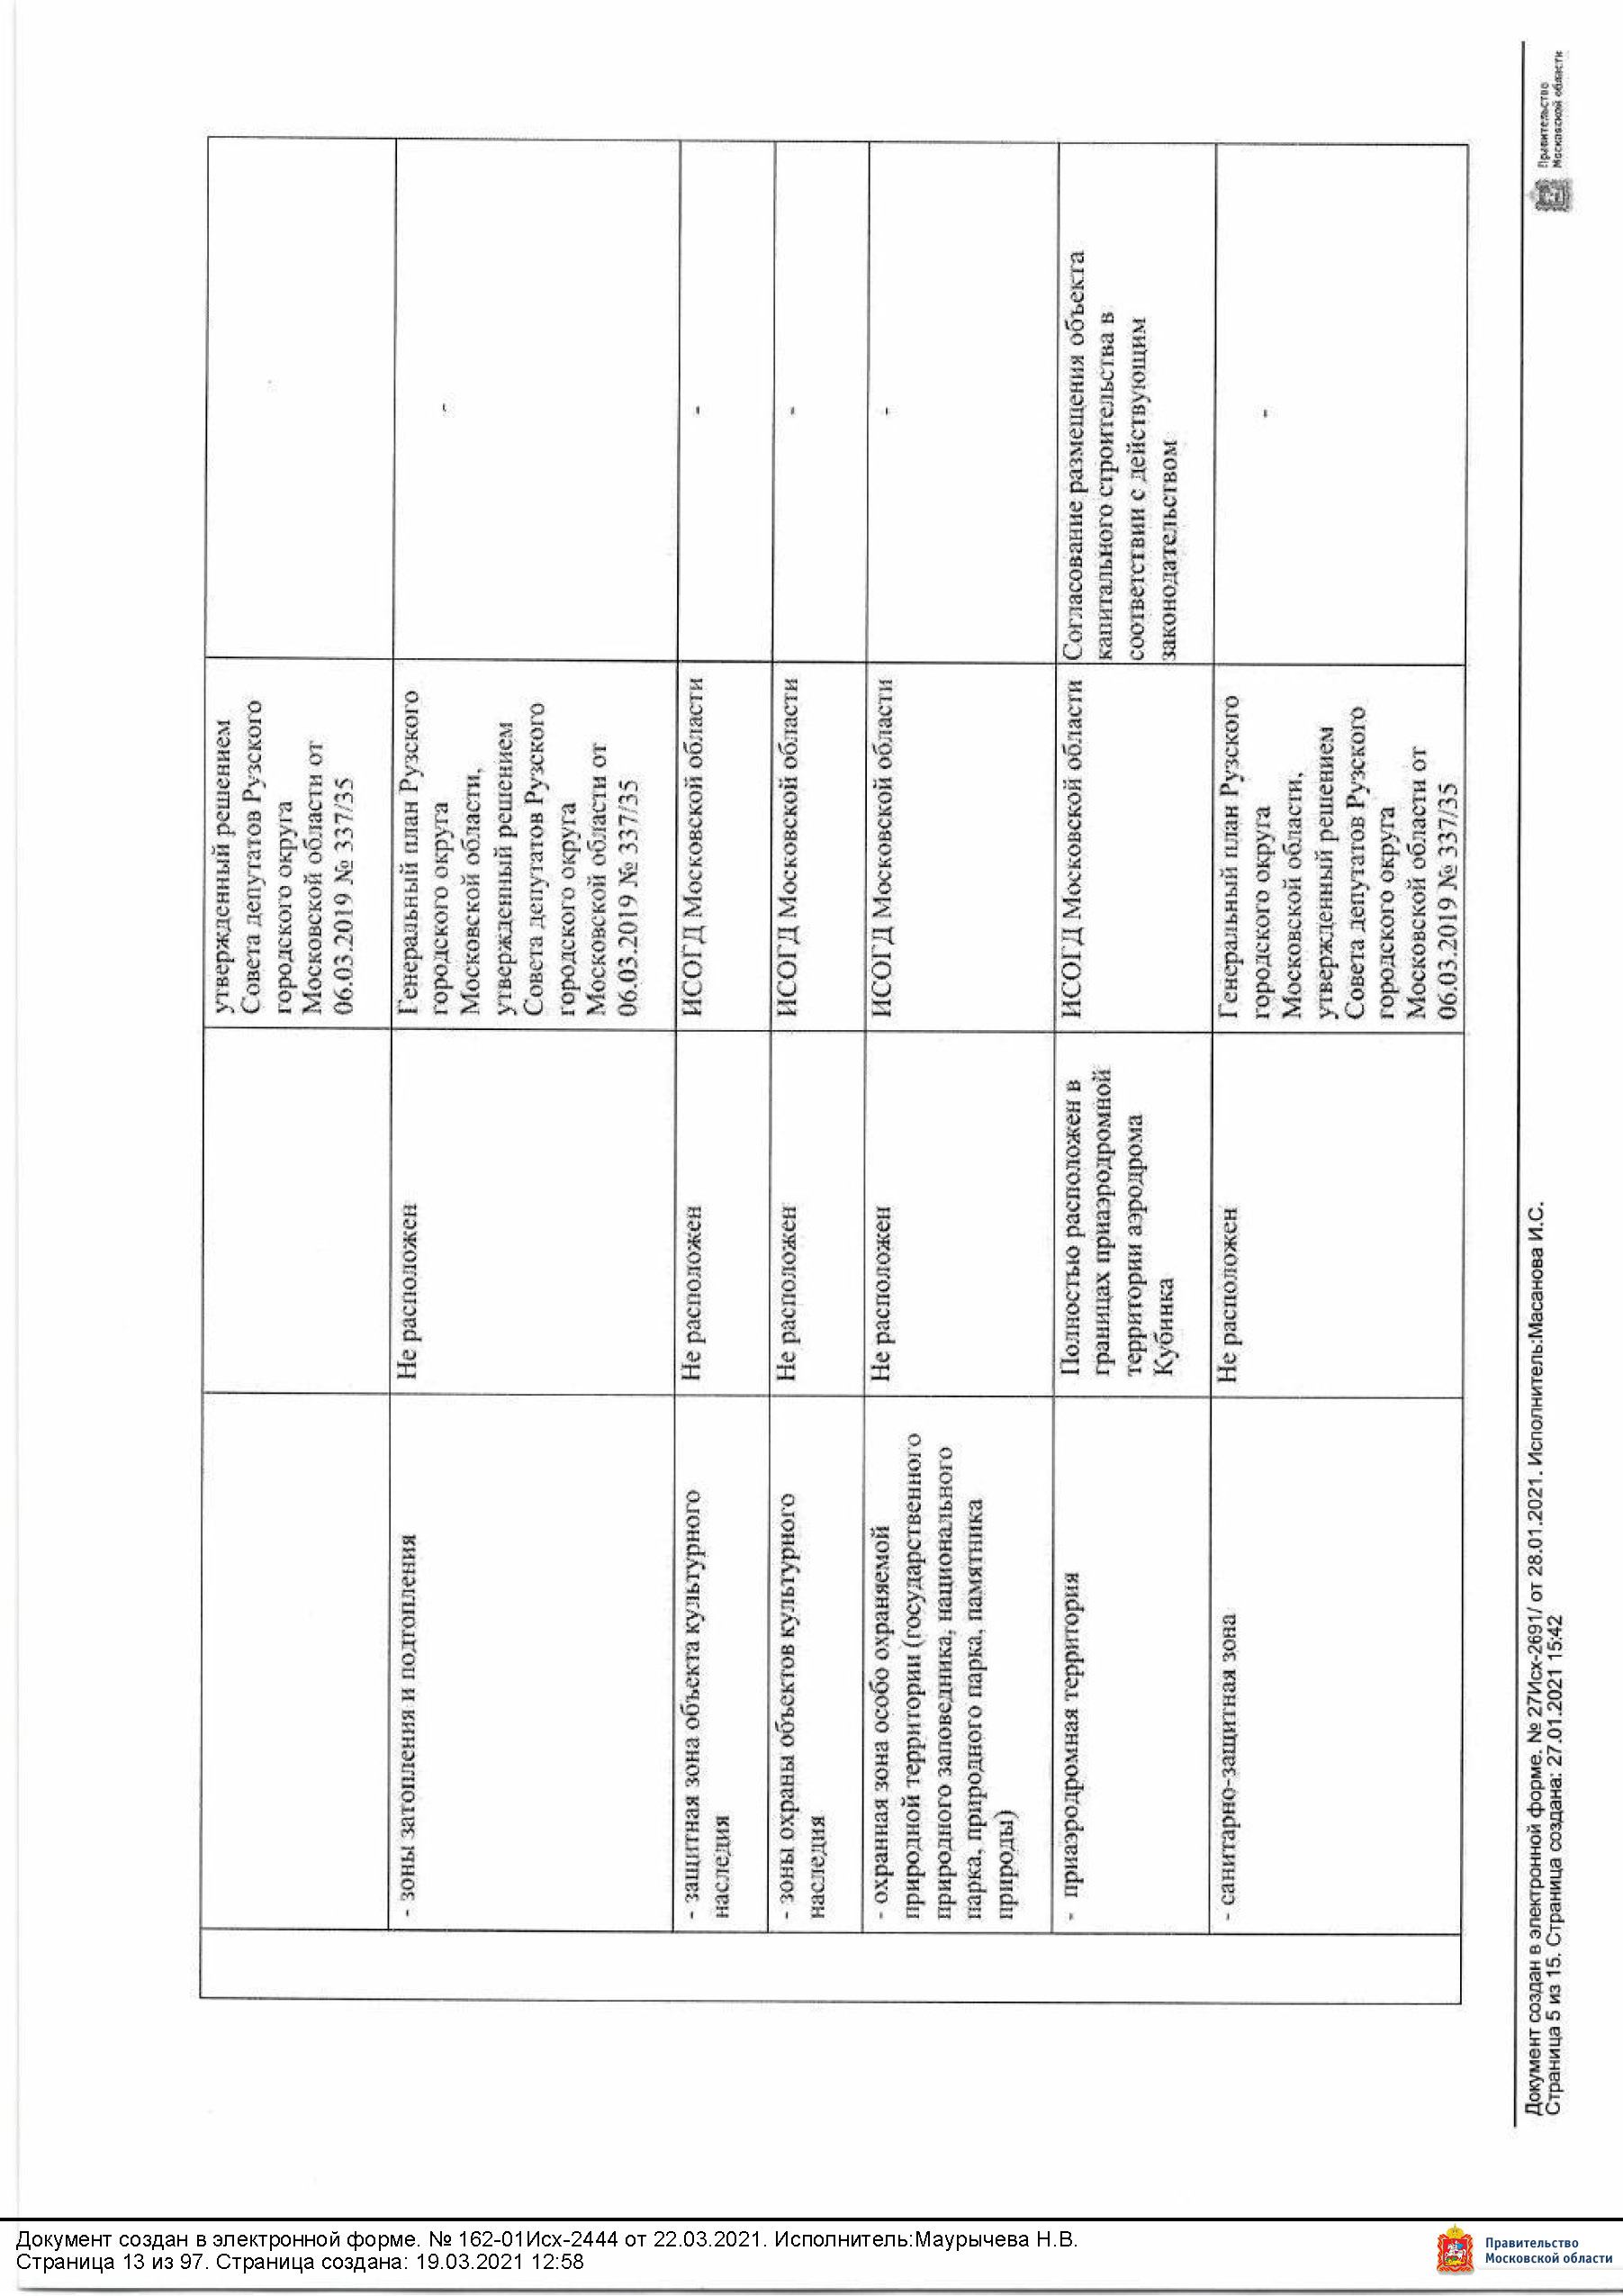 утвержденный решением
Совета депутатов Рузского
городского округа
Московской области от
06.03.2019 № 337/35
- зоны затопления и подтопления
Не расположен
Генеральный план Рузского
городского округа
Московской области,
утвержденный решением
Совета депутатов Рузского
городского округа
Московской области от
06.03.2019 № 337/35
-
- защитная зона объекта культурного
наследия
Не расположен
ИСОГД Московской области
-
- зоны охраны объектов культурного
наследия
Не расположен
ИСОГД Московской области
-
- охранная зона особо охраняемой
природной территории (государственного
природного заповедника, национального
парка, природного парка, памятника
природы)
Не расположен
ИСОГД Московской области
-
- приаэродромная территория
Полностью расположен в
границах приаэродромной
территории аэродрома
Кубинка
ИСОГД Московской области
Согласование размещения объекта
капитального строительства в
соответствии с действующим
законодательством
- санитарно-защитная зона
Не расположен
Генеральный план Рузского
городского округа
Московской области,
утвержденный решением
Совета депутатов Рузского
городского округа
Московской области от
06.03.2019 № 337/35
-
Документ создан в электронной форме. № 27Исх-2691/ от 28.01.2021. Исполнитель:Масанова И.С.
Страница 5 из 15. Страница создана: 27.01.2021 15:42
Правительство
Московской области
Документ создан в электронной форме. № 162-01Исх-2444 от 22.03.2021. Исполнитель:Маурычева Н.В.
Страница 13 из 97. Страница создана: 19.03.2021 12:58
Правительство
Московской области